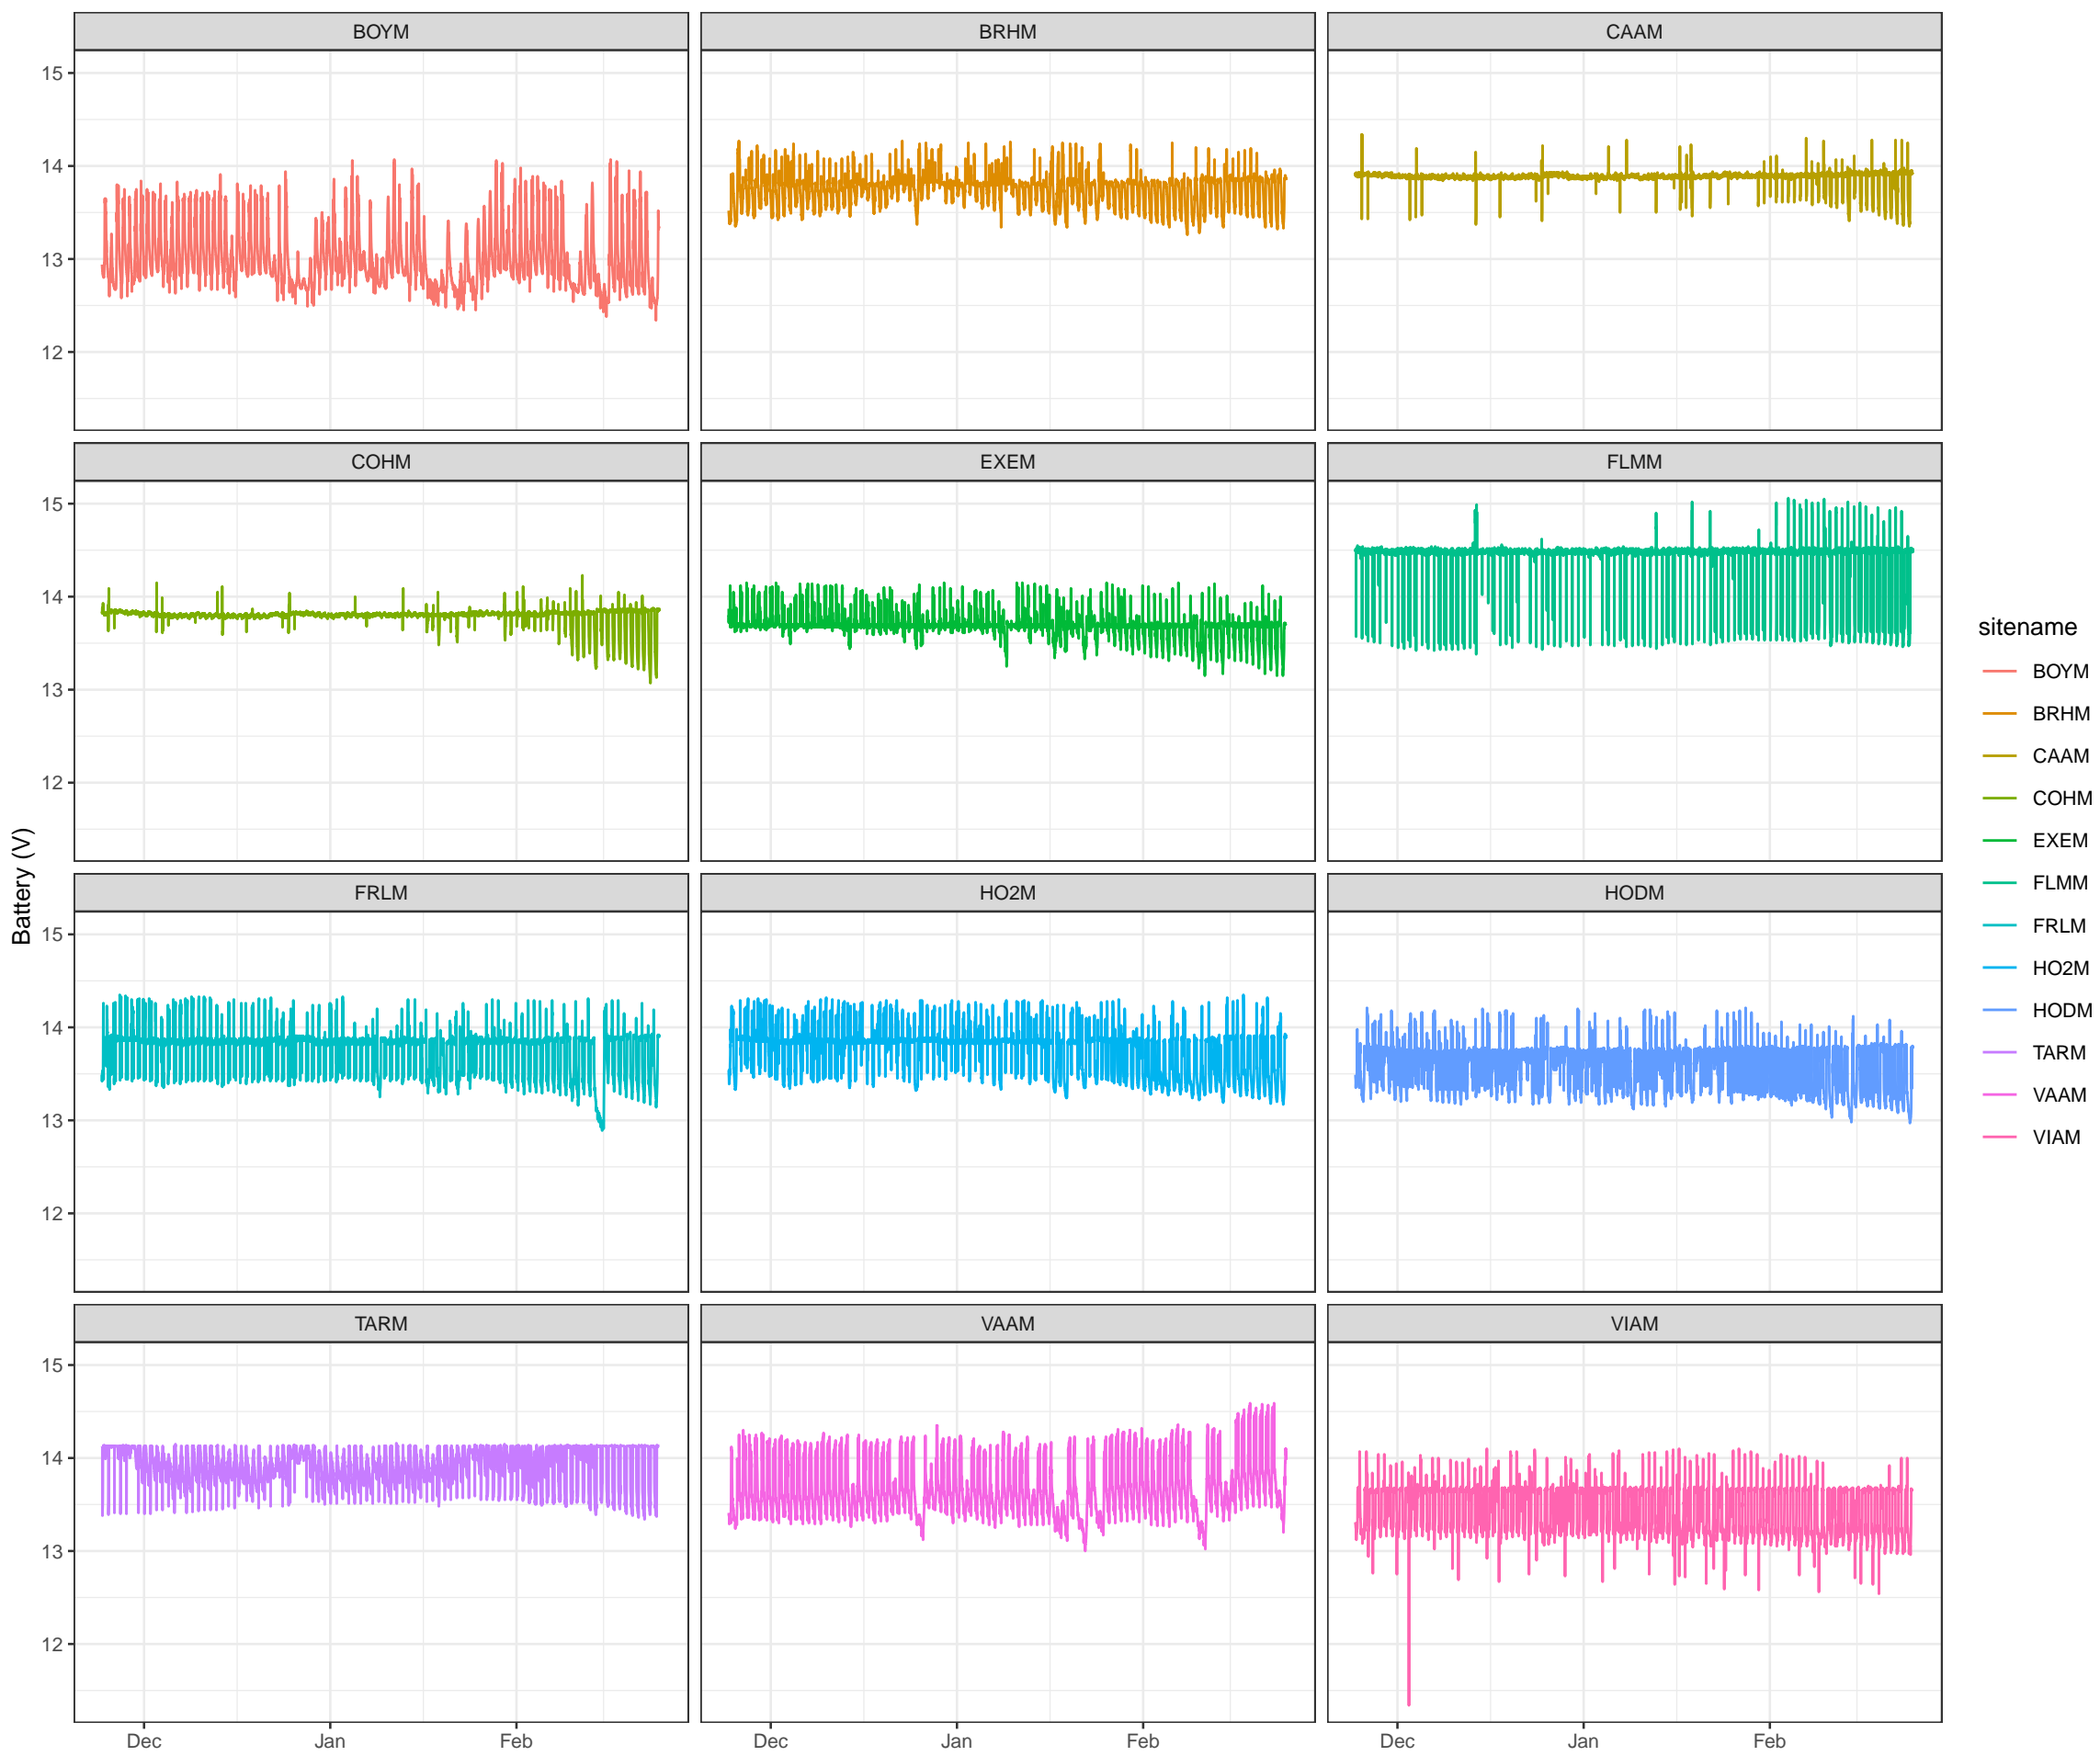 BOYM BRHM CAAM
15
14
13
12
COHM EXEM FLMM
15
14
13
12
FRLM HO2M HODM
15
14
13
12
TARM VAAM VIAM
15
14
13
12
Dec Jan Feb Dec Jan Feb Dec Jan Feb
Battery (V)
sitename
BOYM
BRHM
CAAM
COHM
EXEM
FLMM
FRLM
HO2M
HODM
TARM
VAAM
VIAM